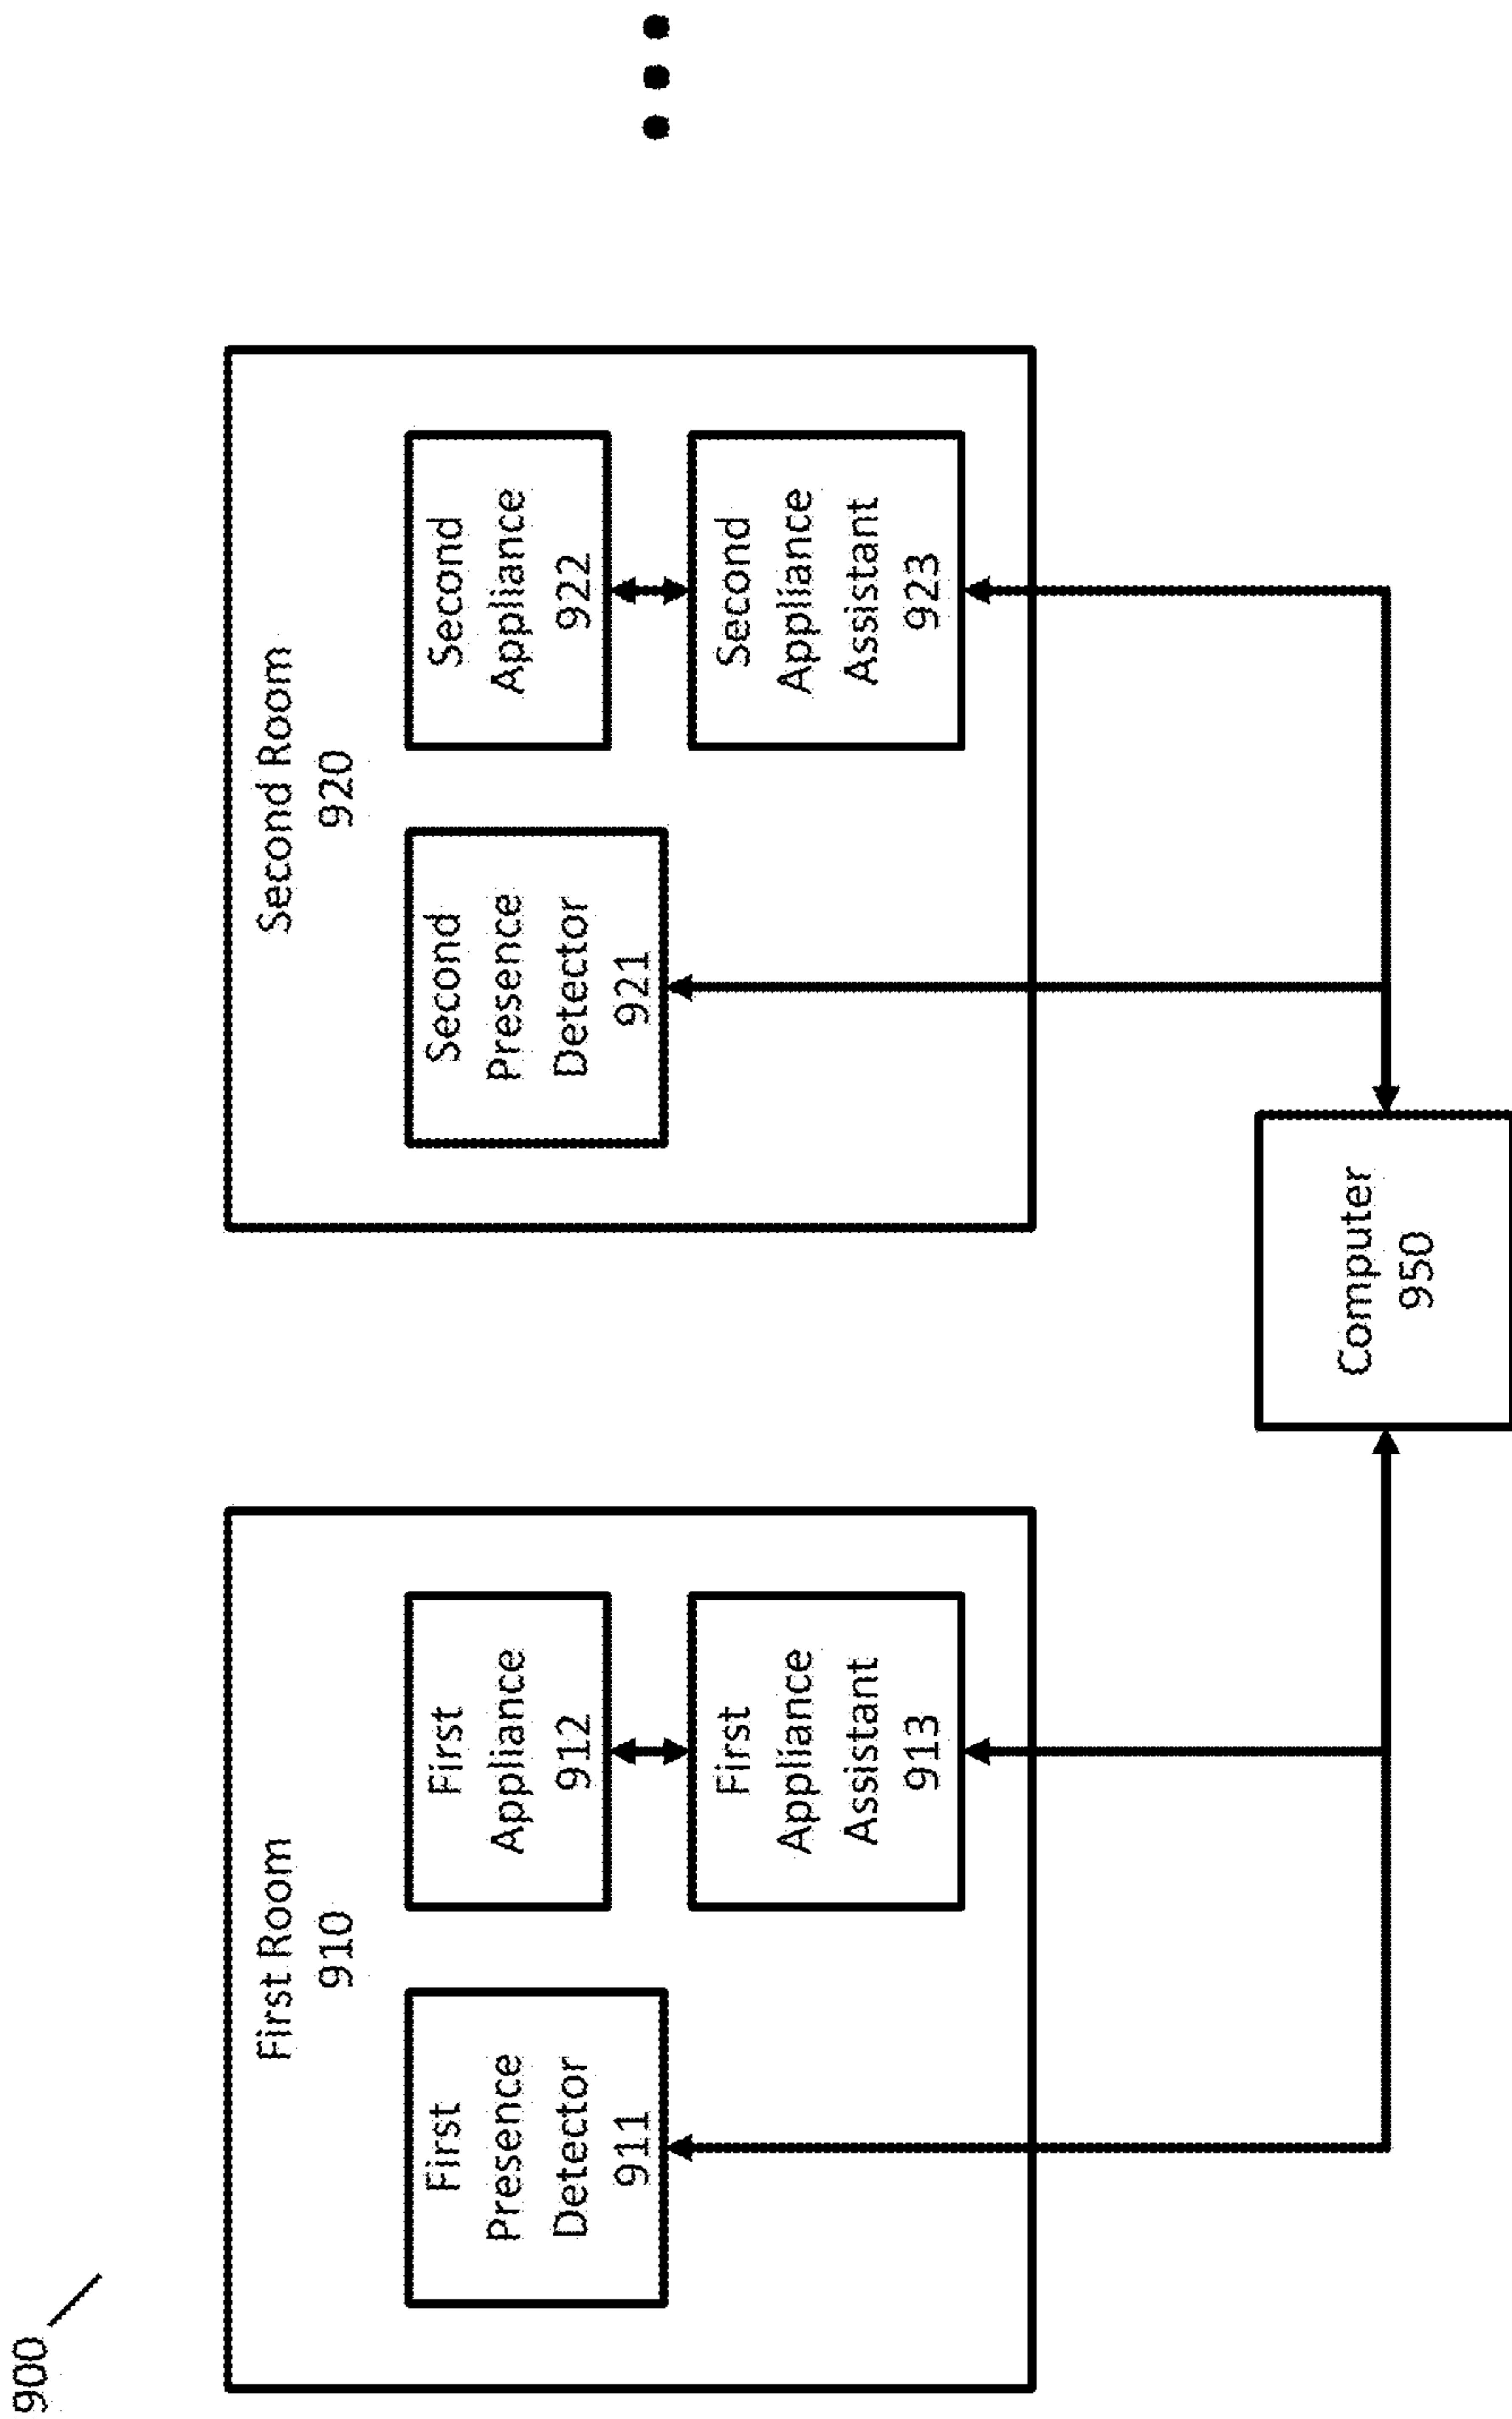 900
First Room
910
First
Presence
Detector
911
First
Appliance
912
First
Appliance
Assistant
913
Second Room
920
Second
Presence
Detector
921
Second
Appliance
922
Second
Appliance
Assistant
923
Computer
950